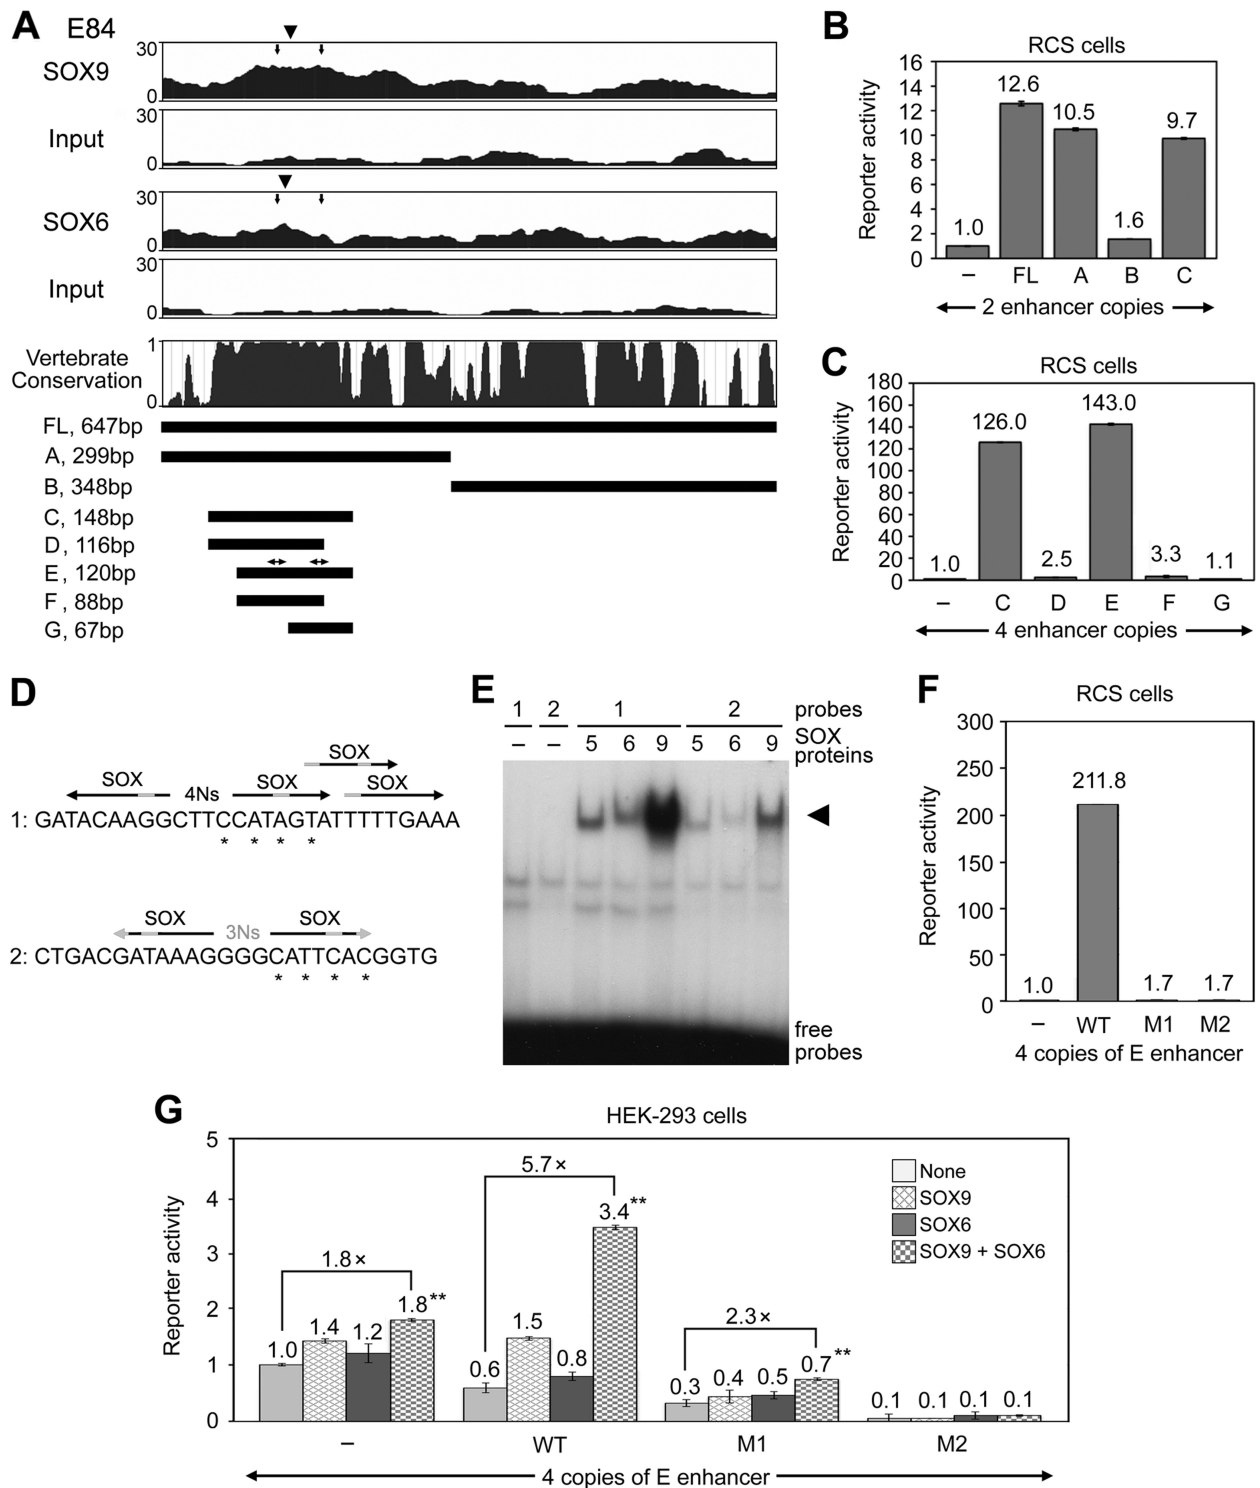 A E84
30
SOX9
0
30
Input
0
30
SOX6
0
30
Input
0
1
Vertebrate
Conservation
0
FL, 647bp
A, 299bp
B, 348bp
C, 148bp
D, 116bp
E, 120bp
F, 88bp
G, 67bp
B
RCS cells
Reporter activity
16
14
12
10
8
6
4
2
0
1.0 12.6 10.5 1.6 9.7
– FL A B C
2 enhancer copies
C
RCS cells
Reporter activity
180
160
140
120
100
80
60
40
20
0
1.0 126.0 2.5 143.0 3.3 1.1
– C D E F G
4 enhancer copies
D
SOX
SOX 4Ns SOX SOX
1: GATACAAGGCTTCCATAGTATTTTTGAAA
* * * *
SOX 3Ns SOX
2: CTGACGATAAAGGGGCATTCACGGTG
* * * *
E
1 2 1 2 probes
– – 5 6 9 5 6 9 SOX
proteins
free
probes
F
RCS cells
Reporter activity
300
250
200
150
100
50
0
1.0 211.8 1.7 1.7
– WT M1 M2
4 copies of E enhancer
G
HEK-293 cells
Reporter activity
5
4
3
2
1
0
None
SOX9
SOX6
SOX9 + SOX6
1.8×
1.0 1.4 1.2 1.8**
5.7×
0.6 1.5 0.8 3.4**
2.3×
0.3 0.4 0.5 0.7**
0.1 0.1 0.1 0.1
– WT M1 M2
4 copies of E enhancer